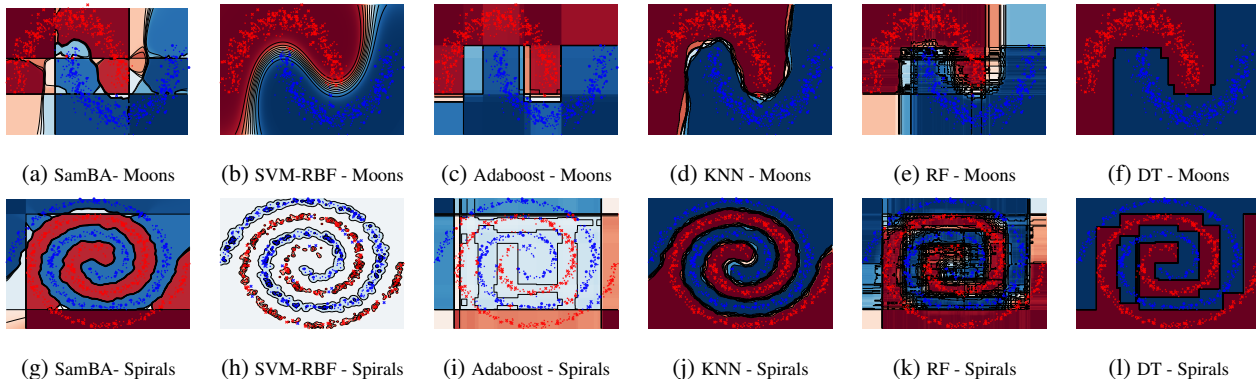 (a) SamBA- Moons
(b) SVM-RBF - Moons
(c) Adaboost - Moons
(d) KNN - Moons
(e) RF - Moons
(f) DT - Moons
(g) SamBA- Spirals
(h) SVM-RBF - Spirals
(i) Adaboost - Spirals
(j) KNN - Spirals
(k) RF - Spirals
(l) DT - Spirals